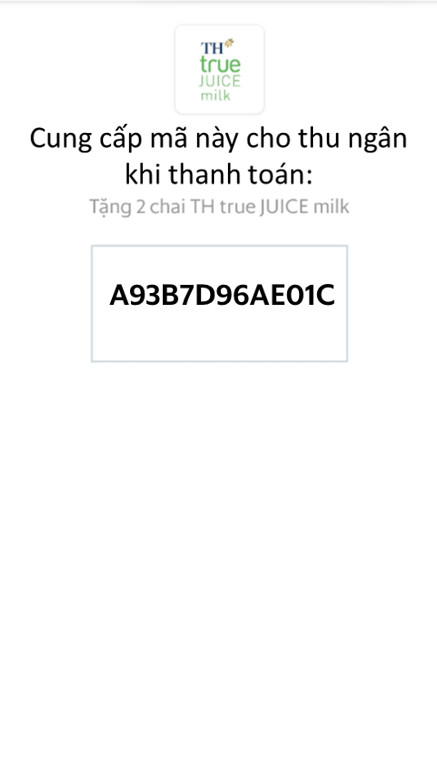 TH
true
JUICE
milk
Cung cấp mã này cho thu ngân
khi thanh toán:
Tặng 2 chai TH true JUICE milk
A93B7D96AE01C